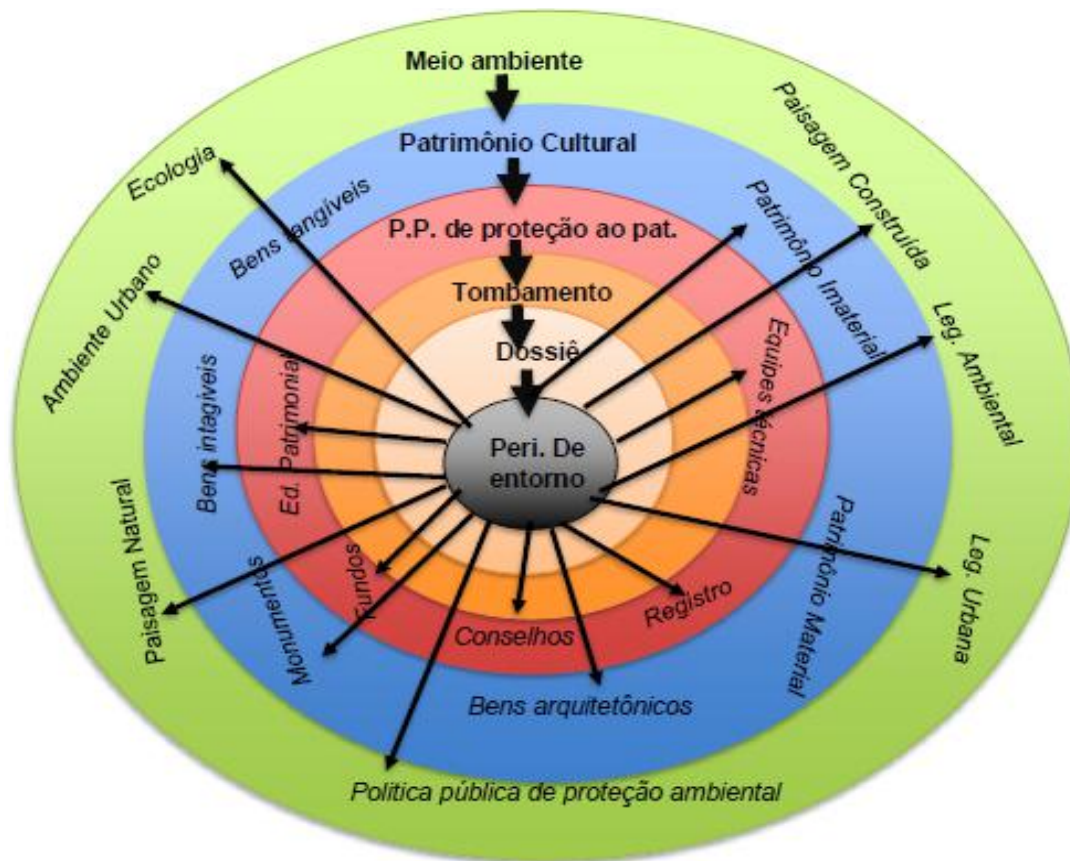 Meio ambiente
Patrimônio Cultural
P.P. de proteção ao pat.
Tombamento
Dossiê
Peri. De
entorno
Ecologia
Ambiente Urbano
Paisagem Natural
Politica pública de proteção ambiental
Leg. Urbana
Leg. Ambiental
Paisagem Construída
Bens tangíveis
Bens intagíveis
Monumentos
Bens arquitetônicos
Patrimônio Material
Patrimônio Imaterial
Ed. Patrimonial
Fundos
Conselhos
Registro
Equipes técnicas